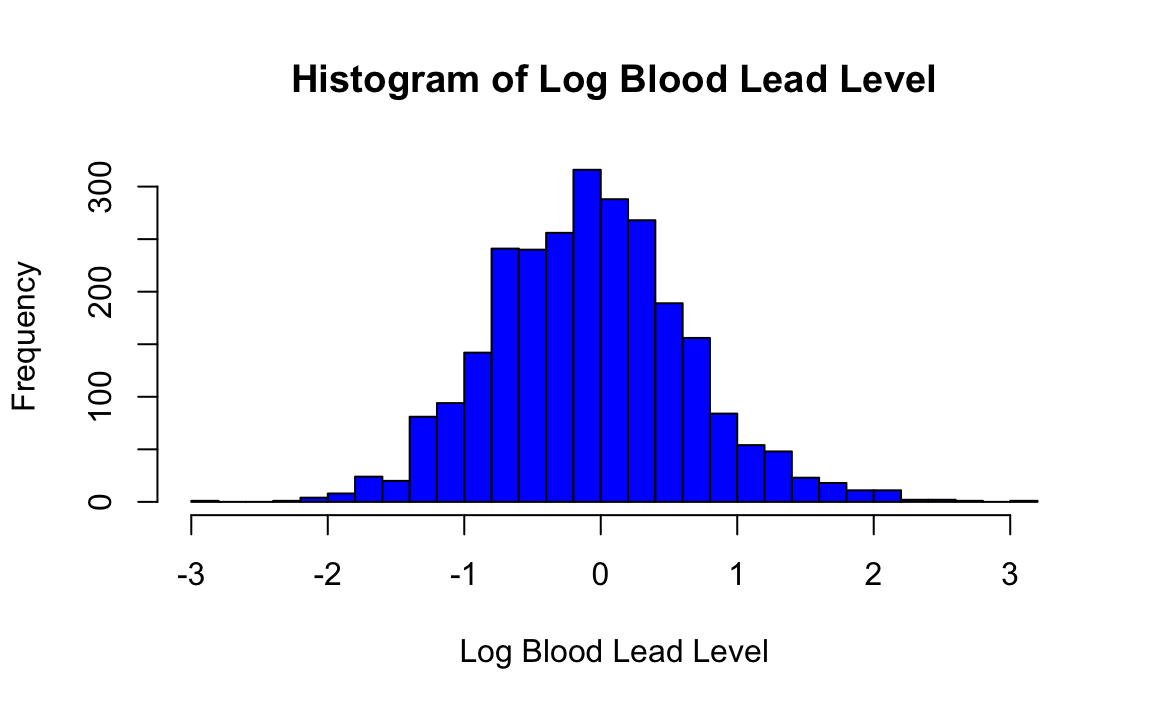 Histogram of Log Blood Lead Level
Frequency
300
200
100
0
-3 -2 -1 0 1 2 3
Log Blood Lead Level